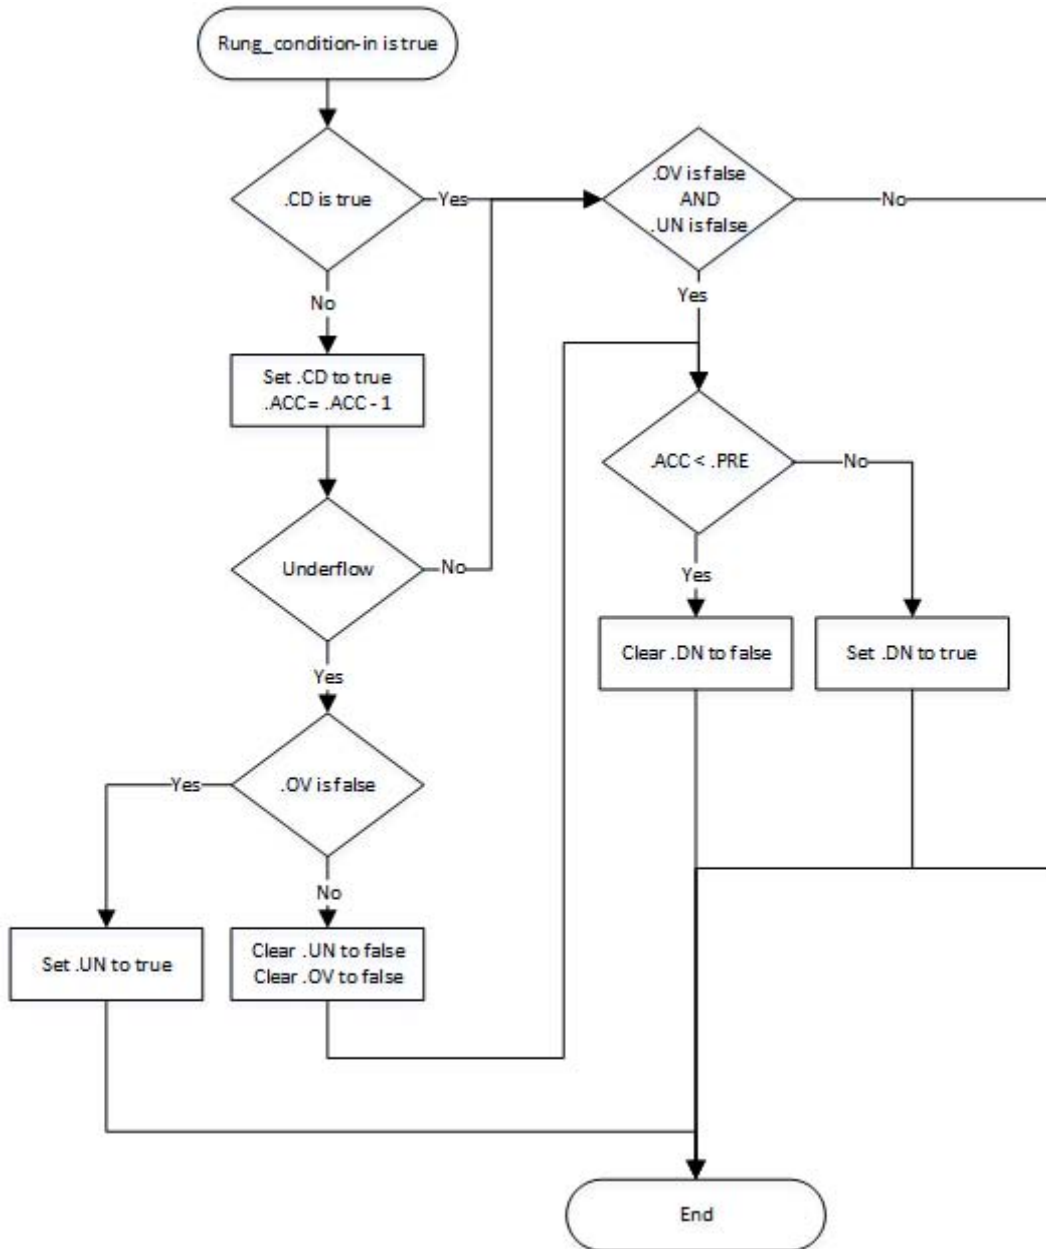 Rung_condition-in is true
.CD is true
Yes
.OV is false
AND
.UN is false
No
No
Yes
Set .CD to true
.ACC = .ACC - 1
.ACC < .PRE
No
Underflow
No
Yes
Clear .DN to false
Set .DN to true
Yes
Yes
.OV is false
No
Set .UN to true
Clear .UN to false
Clear .OV to false
End